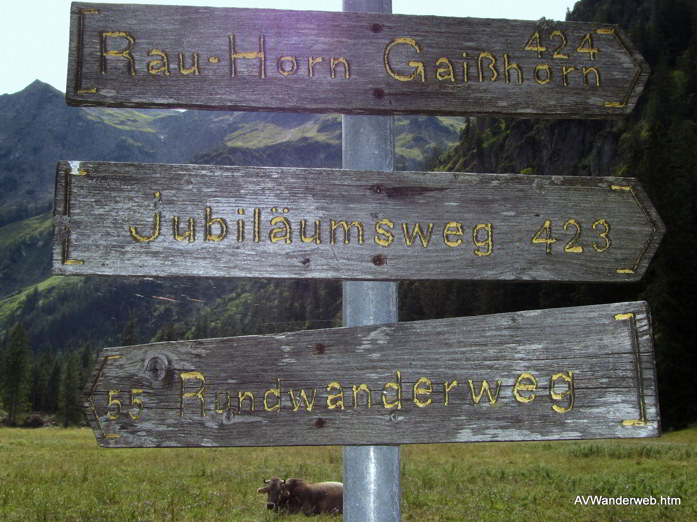 Rau-Horn Gaißhorn 424
Jubiläumsweg 423
55 Rundwanderweg
AVWanderweb.htm